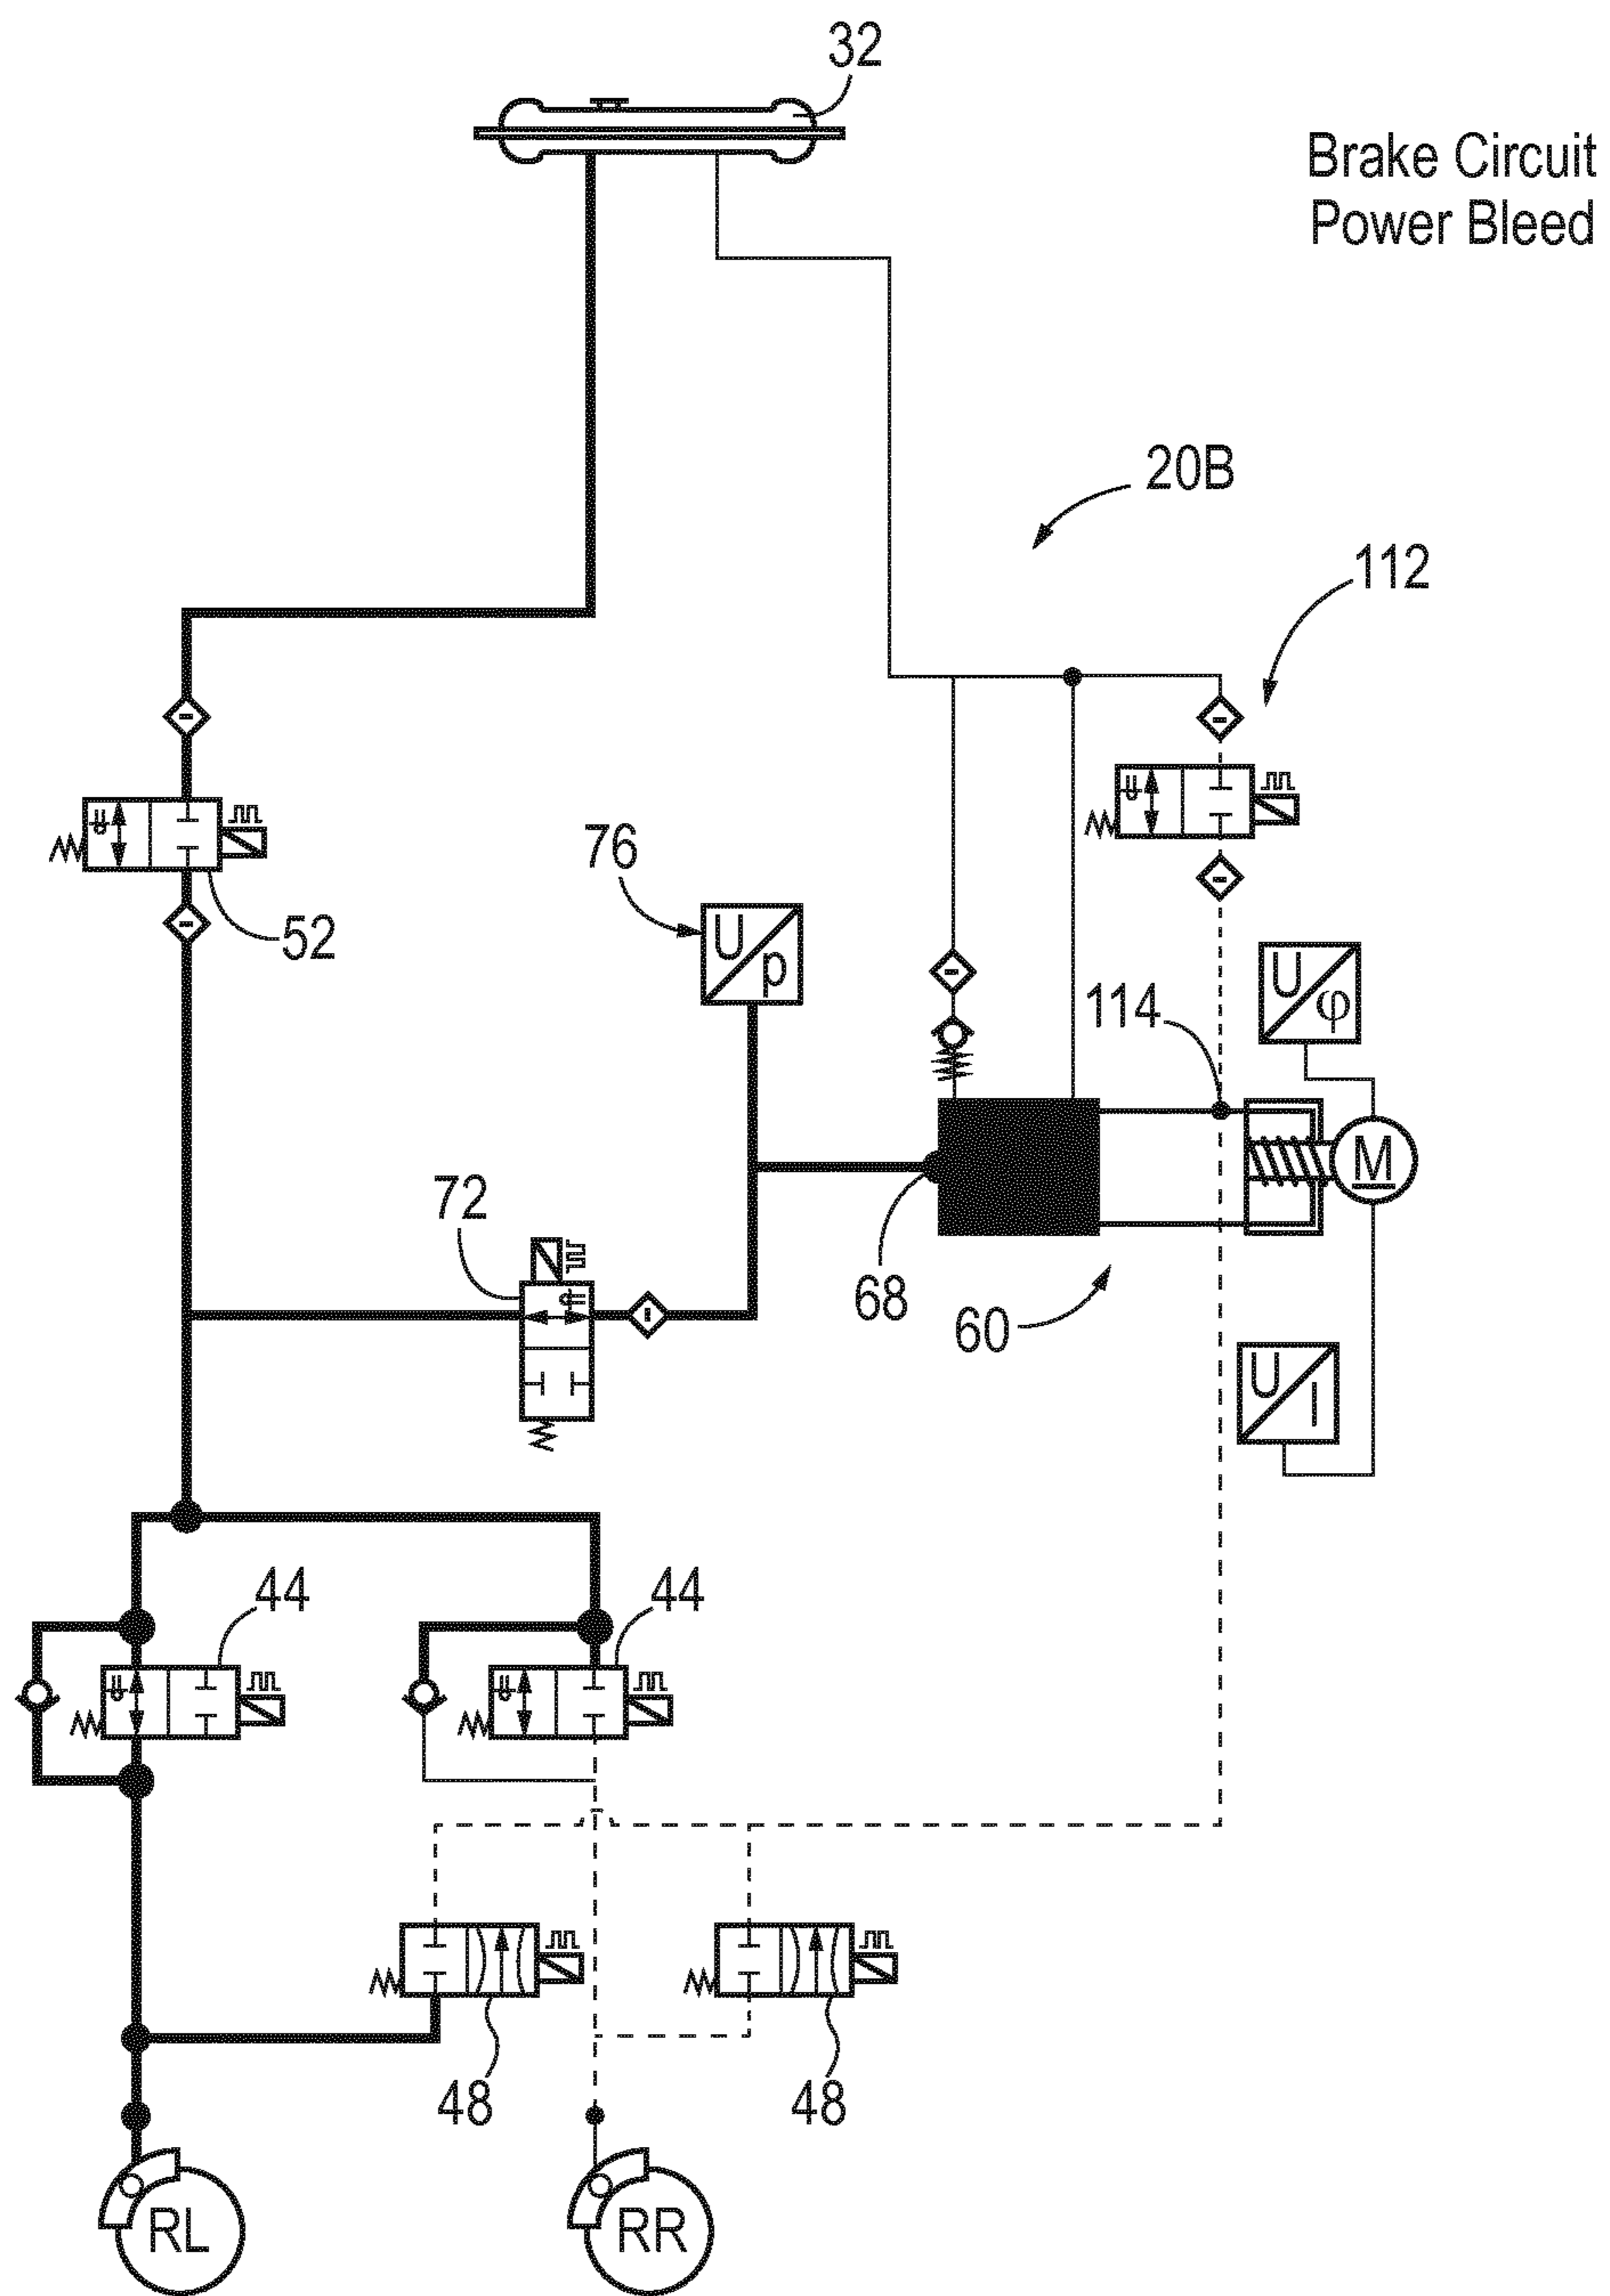 32
Brake Circuit
Power Bleed
20B
112
52
76
U
p
114
U
φ
M
72
68
60
U
I
44
44
48
48
RL
RR